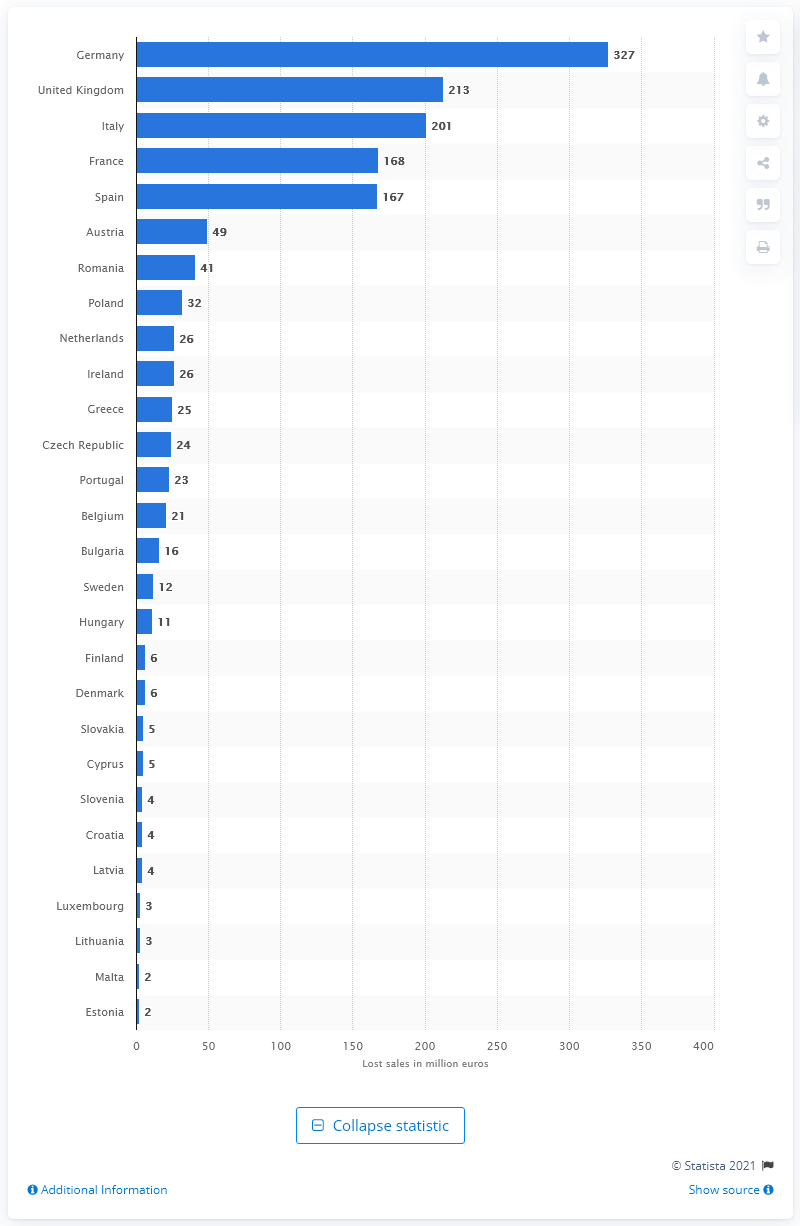 Germany 327
United Kingdom 213
Italy 201
France 168
Spain 167
Austria 49
Romania 41
Poland 32
Netherlands 26
Ireland 26
Greece 25
Czech Republic 24
Portugal 23
Belgium 21
Bulgaria 16
Sweden 12
Hungary 11
Finland 6
Denmark 6
Slovakia 5
Cyprus 5
Slovenia 4
Croatia 4
Latvia 4
Luxembourg 3
Lithuania 3
Malta 2
Estonia 2
0 50 100 150 200 250 300 350 400
Lost sales in million euros
Collapse statistic
© Statista 2021
Additional Information Show source